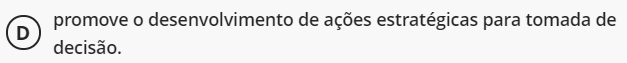 D promove o desenvolvimento de ações estratégicas para tomada de
decisão.